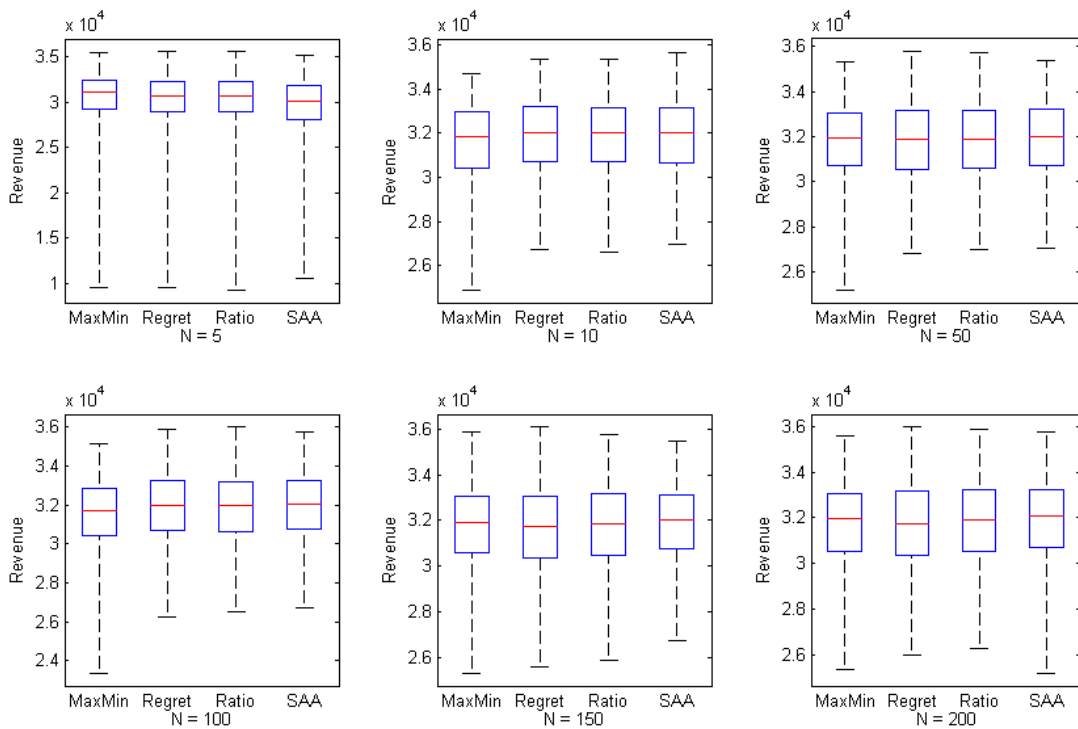 x 10^4
3.5
3
2.5
2
1.5
1
Revenue
MaxMin Regret Ratio SAA
N = 5
x 10^4
3.6
3.4
3.2
3
2.8
2.6
Revenue
MaxMin Regret Ratio SAA
N = 10
x 10^4
3.6
3.4
3.2
3
2.8
2.6
Revenue
MaxMin Regret Ratio SAA
N = 50
x 10^4
3.6
3.4
3.2
3
2.8
2.6
2.4
Revenue
MaxMin Regret Ratio SAA
N = 100
x 10^4
3.6
3.4
3.2
3
2.8
2.6
Revenue
MaxMin Regret Ratio SAA
N = 150
x 10^4
3.6
3.4
3.2
3
2.8
2.6
Revenue
MaxMin Regret Ratio SAA
N = 200